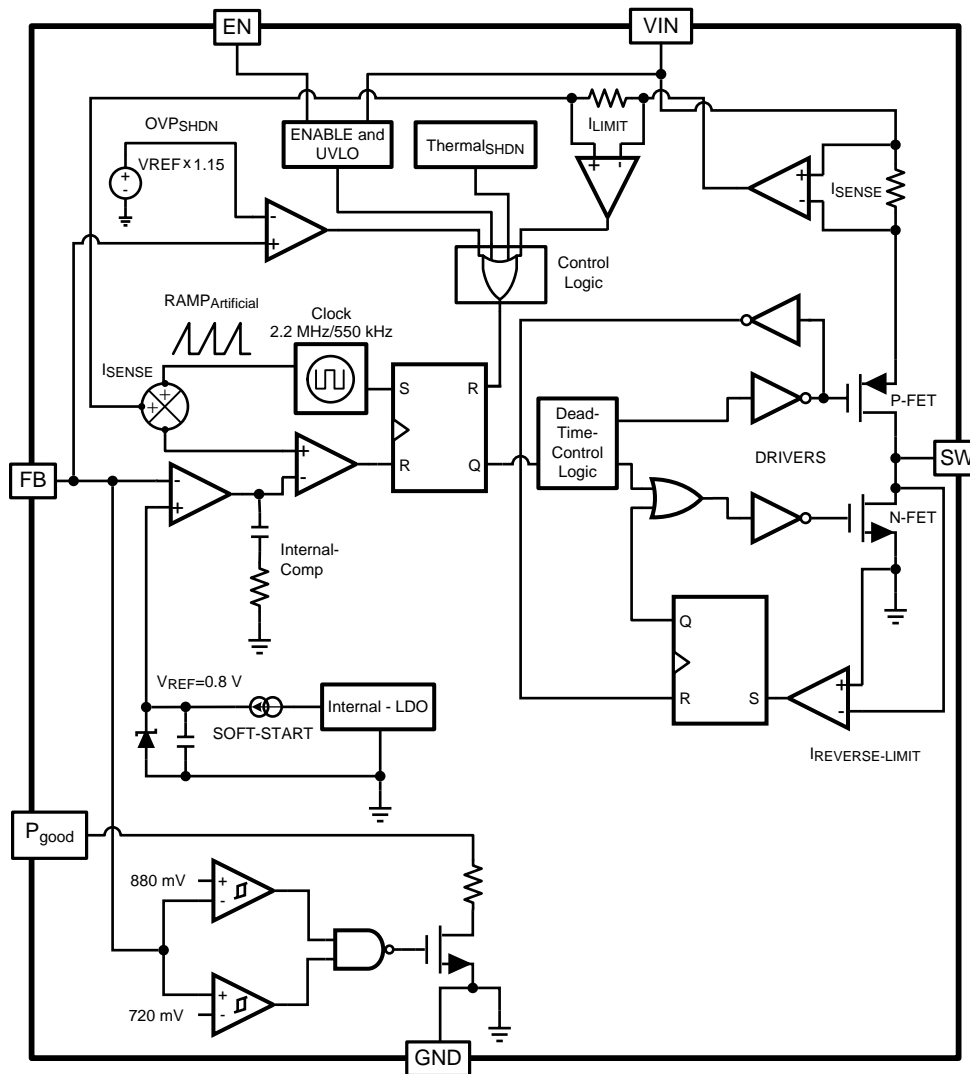 EN
VIN
OVPSHDN
VREF x 1.15
+
-
ENABLE and
UVLO
ThermalSHDN
ILIMIT
+
-
+
-
ISENSE
-
+
Control
Logic
RAMPArtificial
Clock
2.2 MHz/550 kHz
ISENSE
+
+
+
S
R
R
Q
+
-
Dead-
Time-
Control
Logic
DRIVERS
P-FET
SW
N-FET
FB
-
+
Internal-
Comp
Q
R
S
+
-
IREVERSE-LIMIT
VREF=0.8 V
SOFT-START
Internal - LDO
Pgood
880 mV
+
-
+
-
720 mV
GND